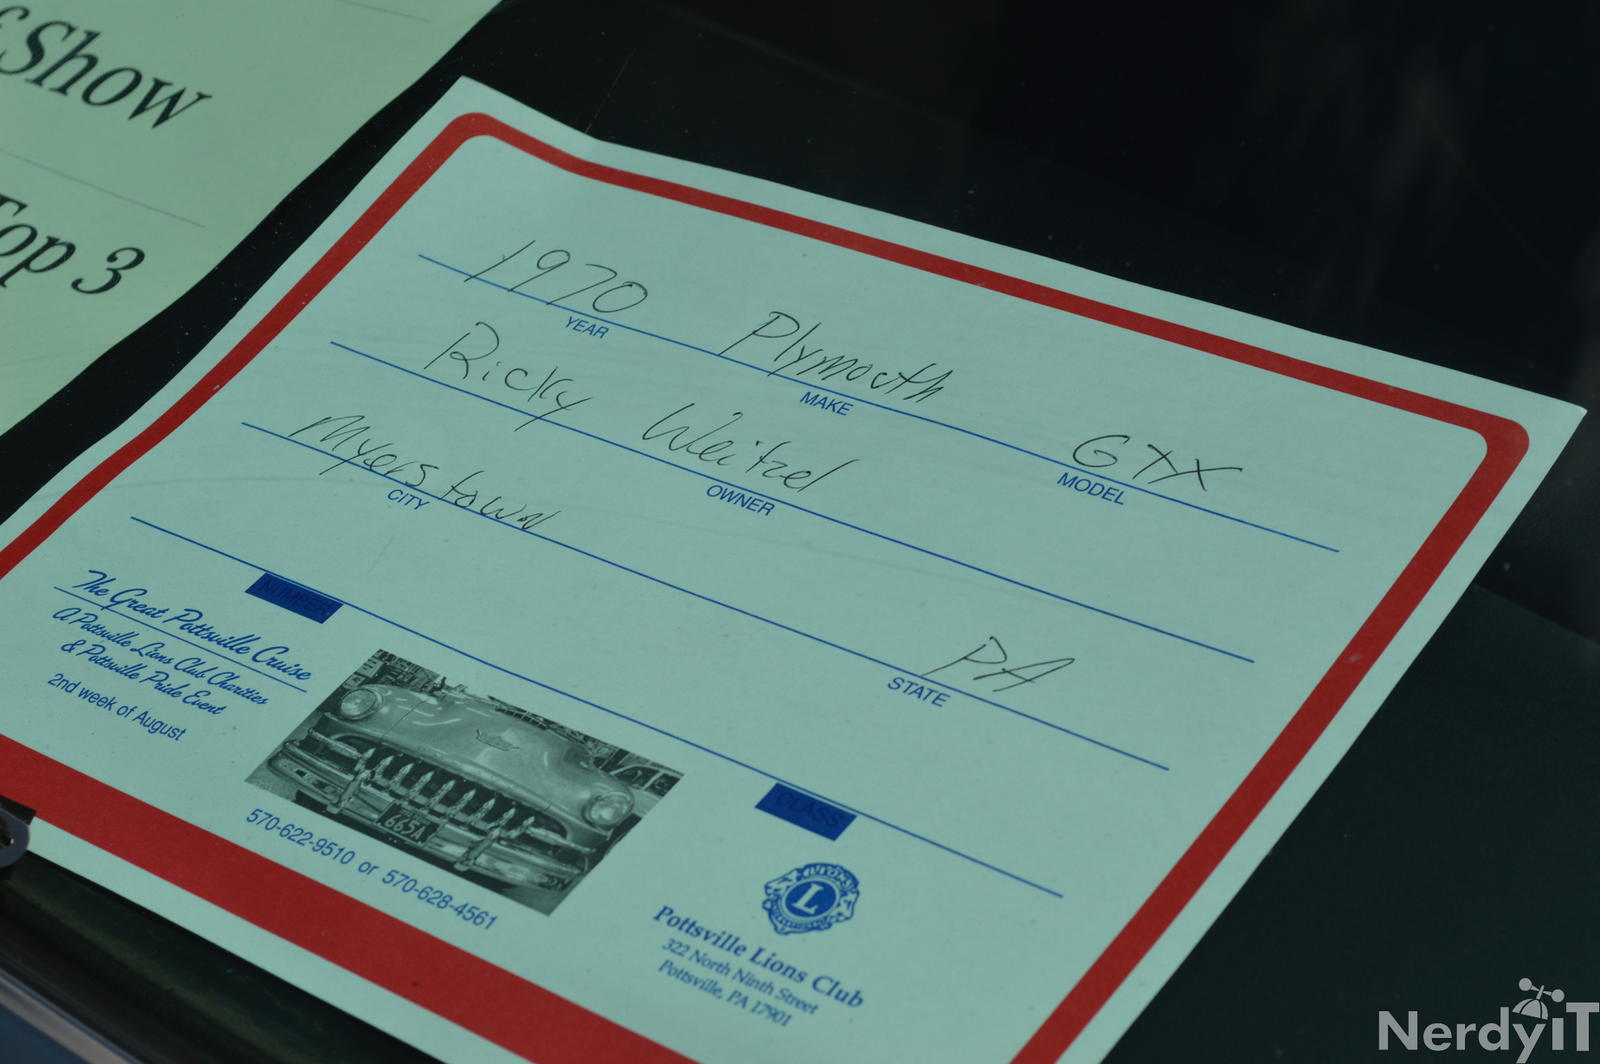 Show
Top 3
1970 Plymouth GTX
YEAR MAKE MODEL
Ricky Weitzel
OWNER
Myerstown PA
CITY STATE
NUMBER CLASS
The Great Pottsville Cruise
A Pottsville Lions Club Charities
& Pottsville Pride Event
2nd week of August
665A
570-622-9510 or 570-628-4561
L
Pottsville Lions Club
322 North Ninth Street
Pottsville, PA 17901
NerdyiT